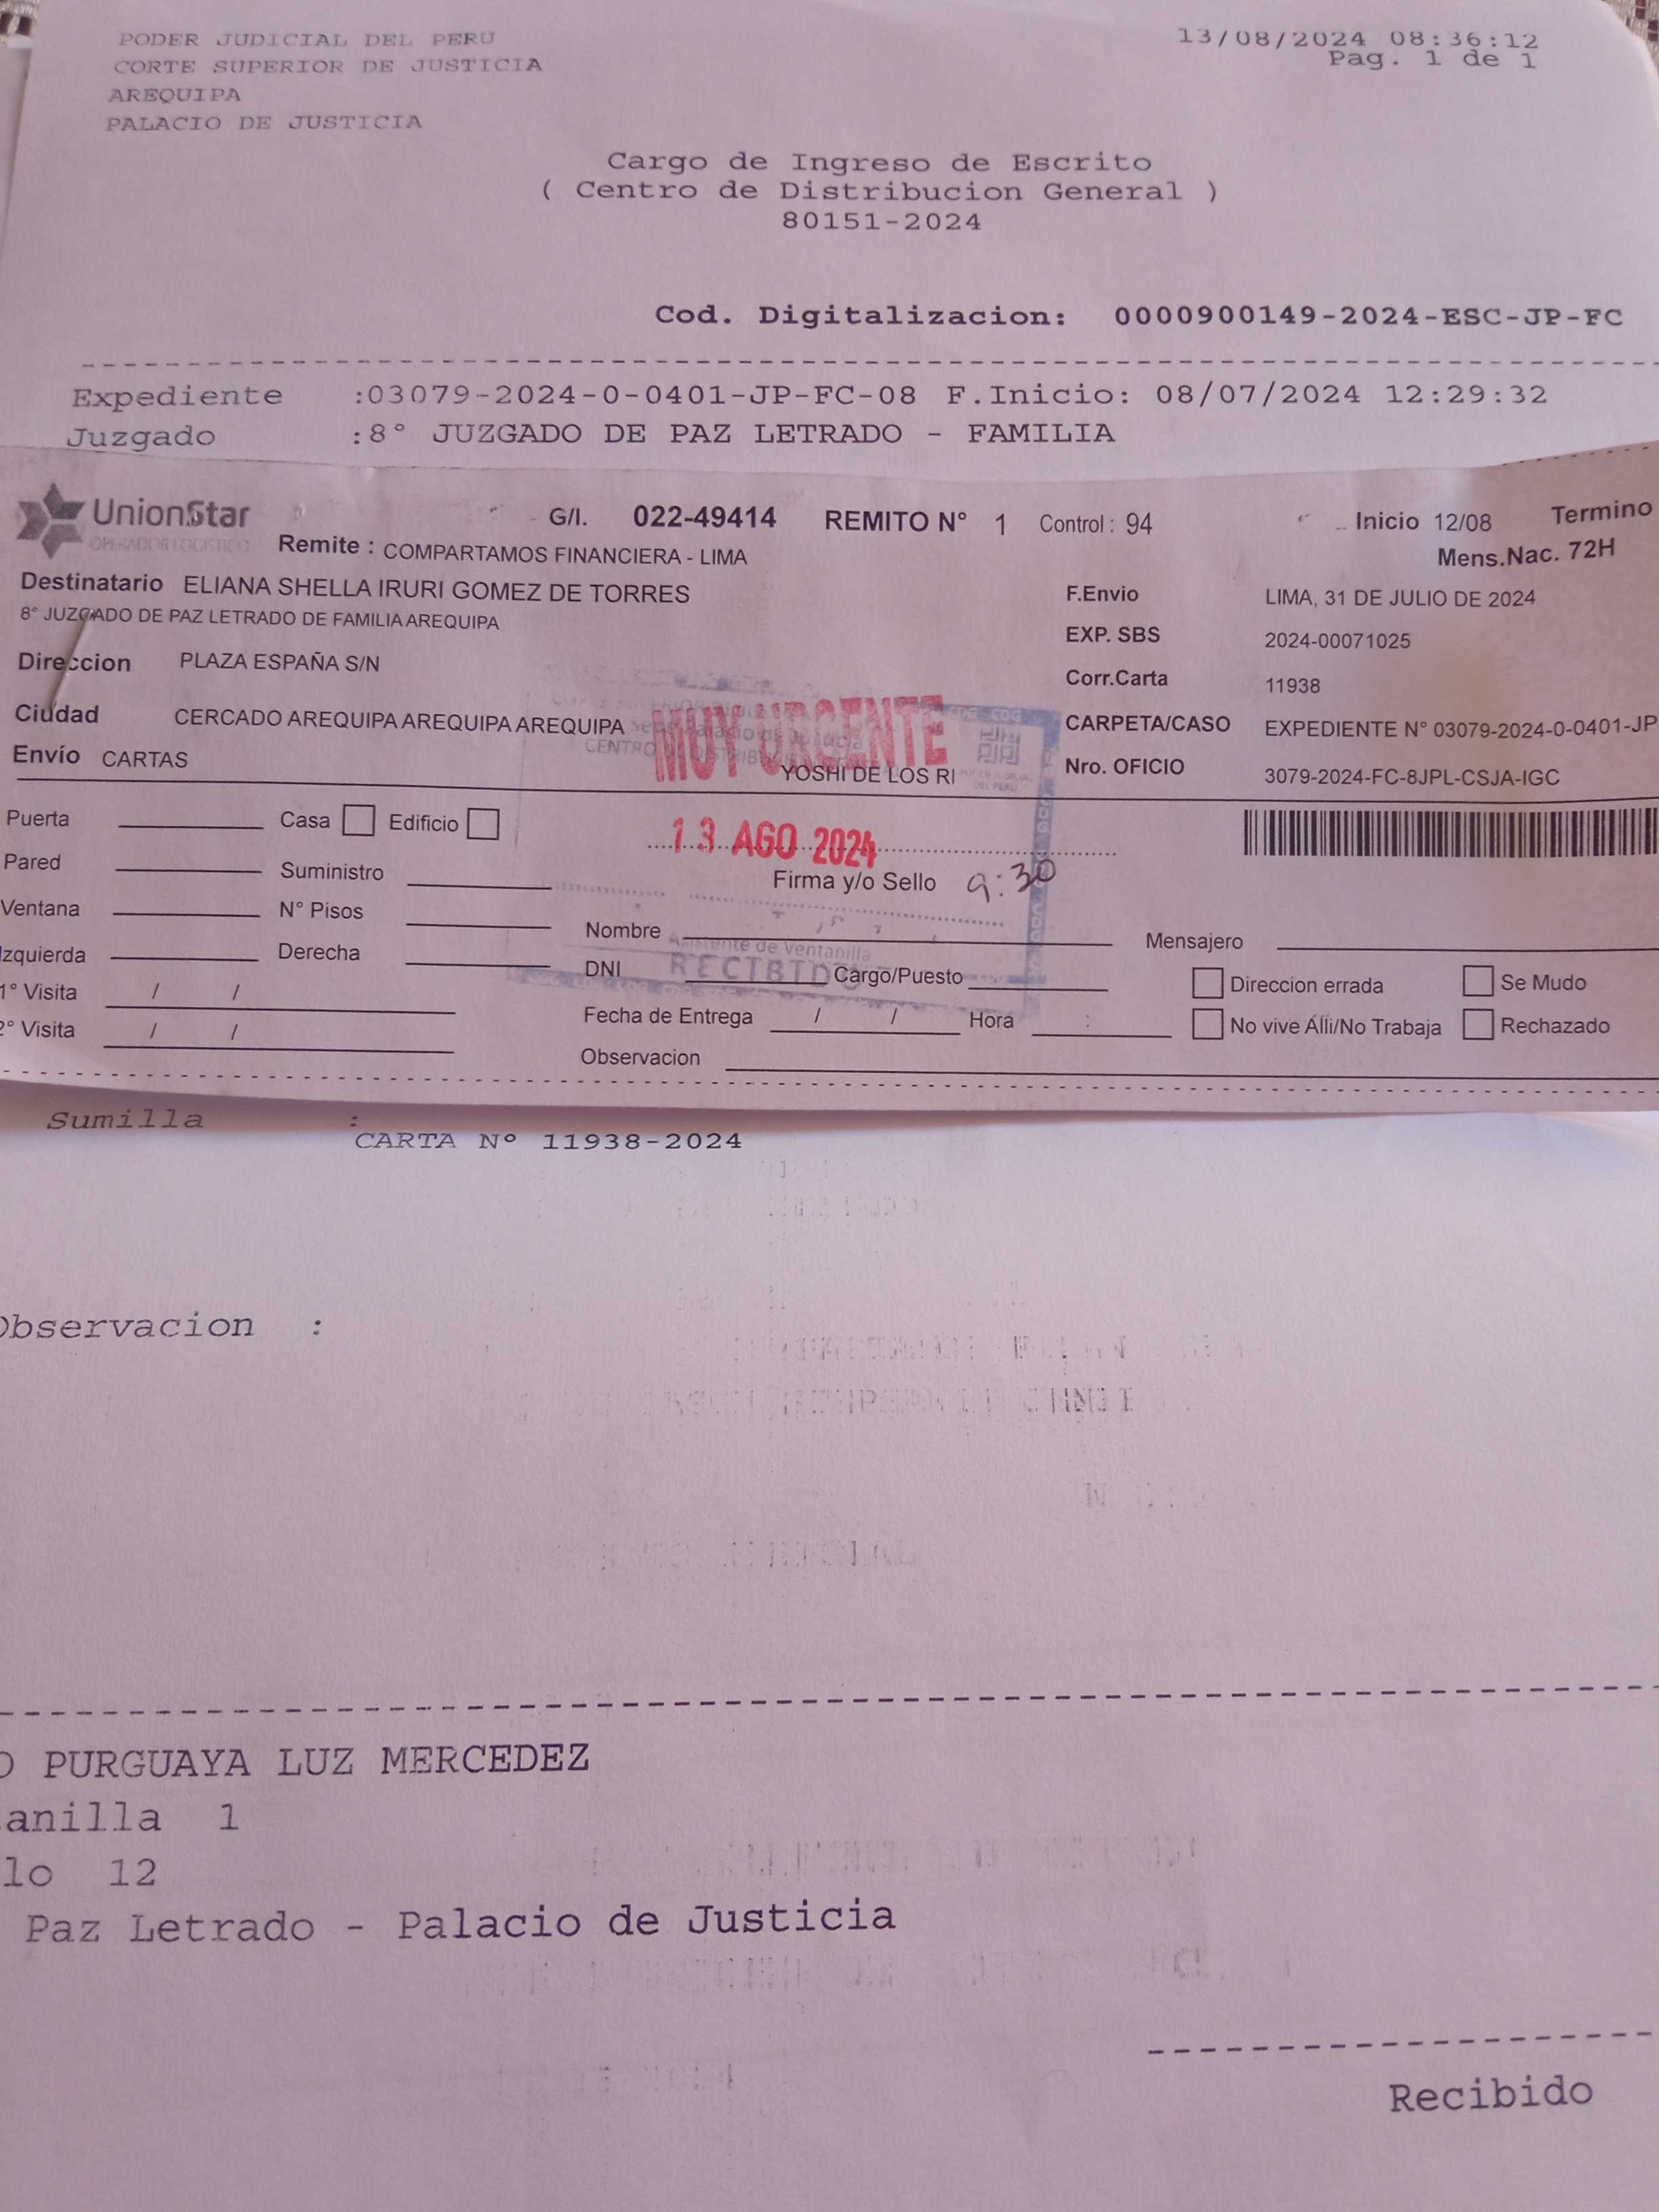 PODER JUDICIAL DEL PERU
CORTE SUPERIOR DE JUSTICIA
AREQUIPA
PALACIO DE JUSTICIA
13/08/2024 08:36:12
Pag. 1 de 1
Cargo de Ingreso de Escrito
( Centro de Distribucion General )
80151-2024
Cod. Digitalizacion: 0000900149-2024-ESC-JP-FC
Expediente :03079-2024-0-0401-JP-FC-08 F.Inicio: 08/07/2024 12:29:32
Juzgado :8° JUZGADO DE PAZ LETRADO - FAMILIA
UnionStar
OPERADOR LOGISTICO
G/I. 022-49414 REMITO N° 1 Control : 94 Inicio 12/08 Termino
Remite : COMPARTAMOS FINANCIERA - LIMA Mens.Nac. 72H
Destinatario ELIANA SHELLA IRURI GOMEZ DE TORRES F.Envio LIMA, 31 DE JULIO DE 2024
8° JUZGADO DE PAZ LETRADO DE FAMILIA AREQUIPA EXP. SBS 2024-00071025
Direccion PLAZA ESPAÑA S/N Corr.Carta 11938
Ciudad CERCADO AREQUIPA AREQUIPA AREQUIPA CARPETA/CASO EXPEDIENTE N° 03079-2024-0-0401-JP
MUY URGENTE
CENTRO
Envío CARTAS YOSHI DE LOS RI Nro. OFICIO 3079-2024-FC-8JPL-CSJA-IGC
Puerta Casa Edificio
13 AGO 2024
Pared Suministro Firma y/o Sello 9:30
Ventana N° Pisos Nombre Mensajero
Izquierda Derecha
Asistente de Ventanilla
RECIBIDO
DNI Cargo/Puesto Direccion errada Se Mudo
1° Visita / / Fecha de Entrega / / Hora :
2° Visita / / No vive Álli/No Trabaja Rechazado
Observacion
Sumilla :
CARTA Nº 11938-2024
Observacion :
PURGUAYA LUZ MERCEDEZ
anilla 1
lo 12
Paz Letrado - Palacio de Justicia
Recibido